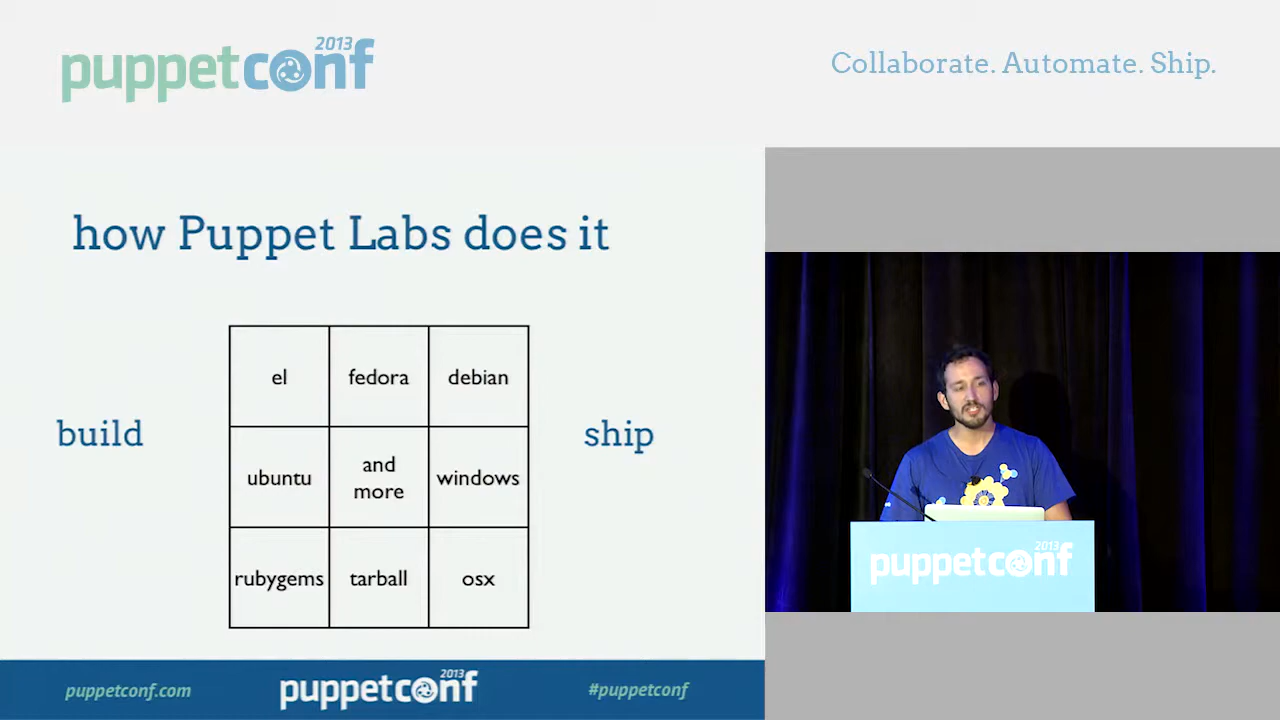 2013
puppetconf
Collaborate. Automate. Ship.
how Puppet Labs does it
el
fedora
debian
build
ubuntu
and
more
windows
ship
rubygems
tarball
osx
2013
puppetconf
puppetconf.com
2013
puppetconf
#puppetconf